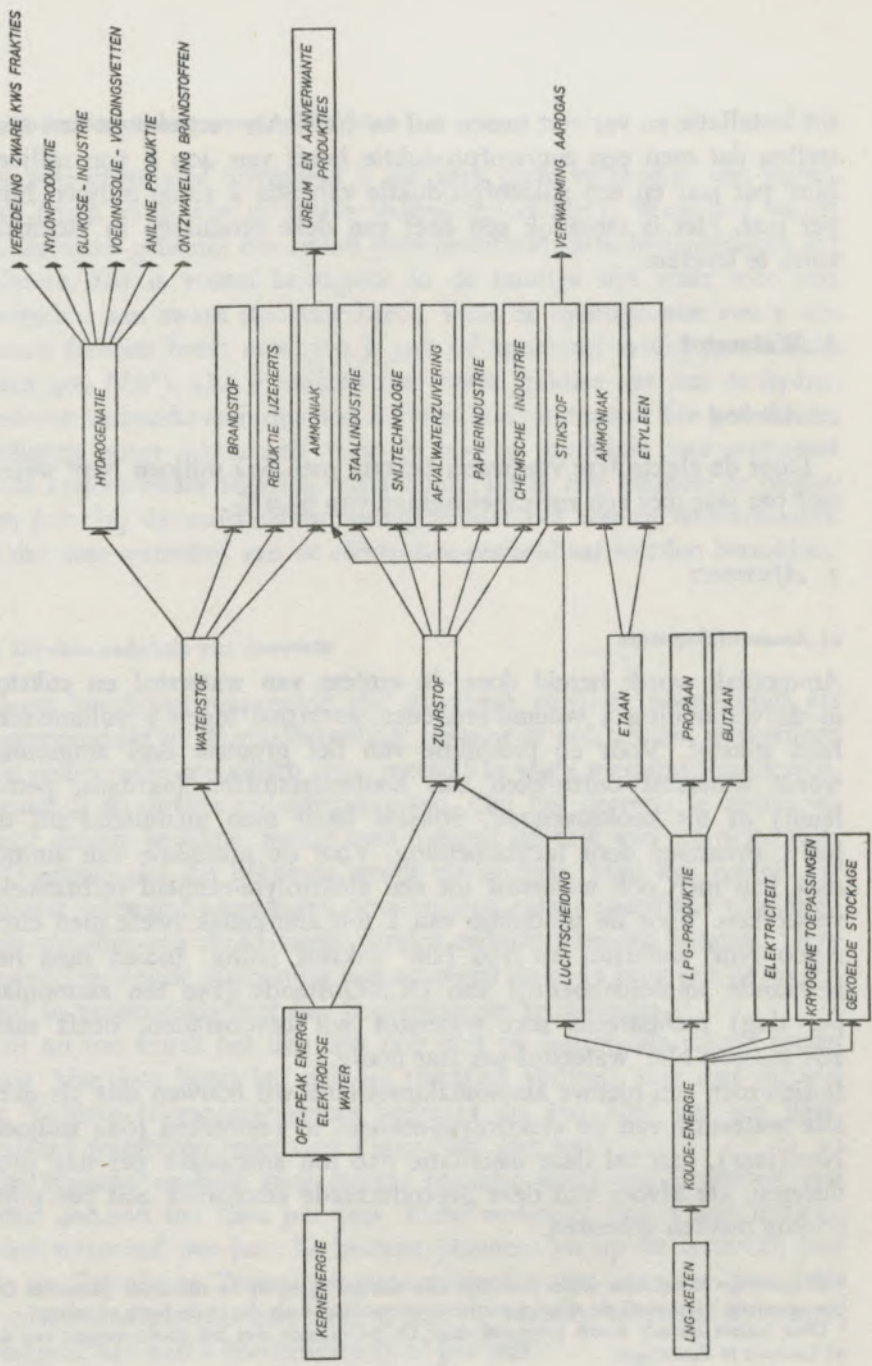 KERNENERGIE
OFF-PEAK ENERGIE
ELEKTROLYSE
WATER
WATERSTOF
ZUURSTOF
HYDROGENATIE
VEREDELING ZWARE KWS FRAKTIES
NYLONPRODUKTIE
GLUKOSE-INDUSTRIE
VOEDINGSOLIE-VOEDINGSVETTEN
ANILINE PRODUKTIE
ONTZWAVELING BRANDSTOFFEN
BRANDSTOF
REDUKTIE IJZERERTS
AMMONIAK
UREUM EN AANVERWANTE
PRODUKTIES
STAALINDUSTRIE
SNIJTECHNOLOGIE
AFVALWATERZUIVERING
PAPIERINDUSTRIE
CHEMISCHE INDUSTRIE
STIKSTOF
VERWARMING AARDGAS
AMMONIAK
ETYLEEN
LNG-KETEN
KOUDE-ENERGIE
LUCHTSCHEIDING
LPG-PRODUKTIE
ETAAN
PROPAAN
BUTAAN
ELEKTRICITEIT
KRYOGENE TOEPASSINGEN
GEKOELDE STOCKAGE